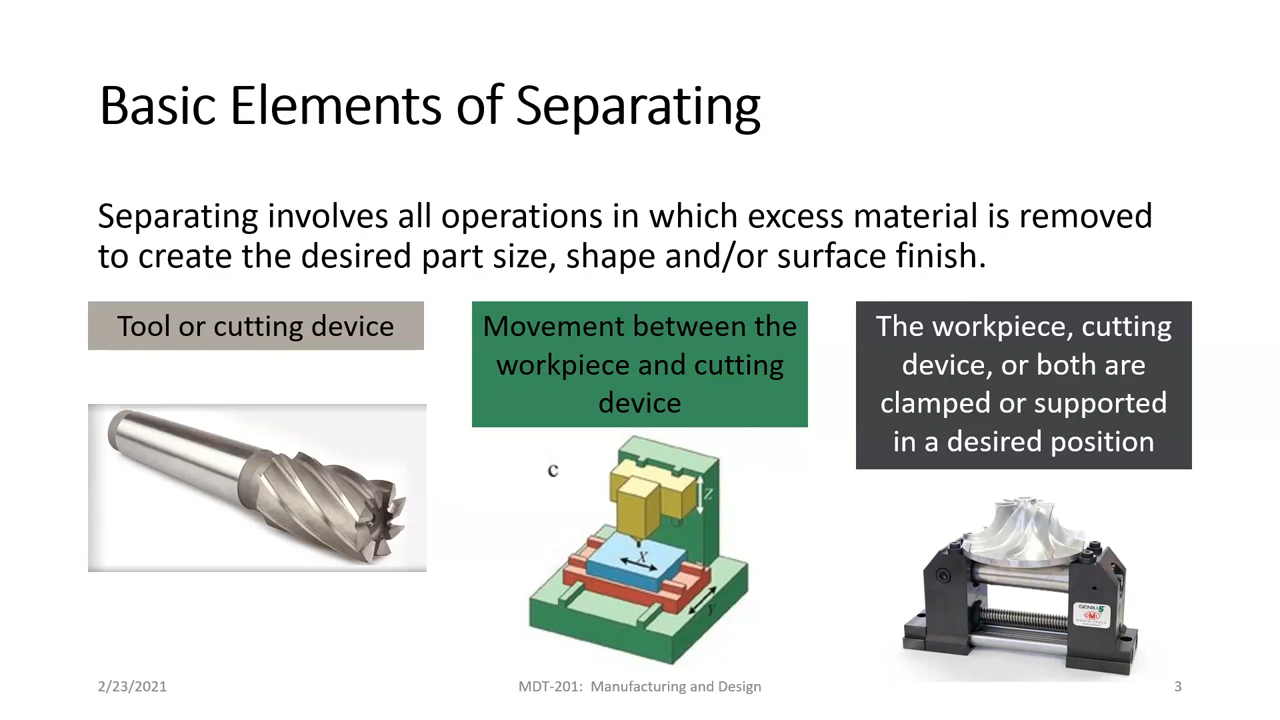 Basic Elements of Separating
Separating involves all operations in which excess material is removed
to create the desired part size, shape and/or surface finish.
Tool or cutting device
Movement between the
workpiece and cutting
device
The workpiece, cutting
device, or both are
clamped or supported
in a desired position
c
Z
X
Y
GENIUS 5
2/23/2021
MDT-201: Manufacturing and Design
3